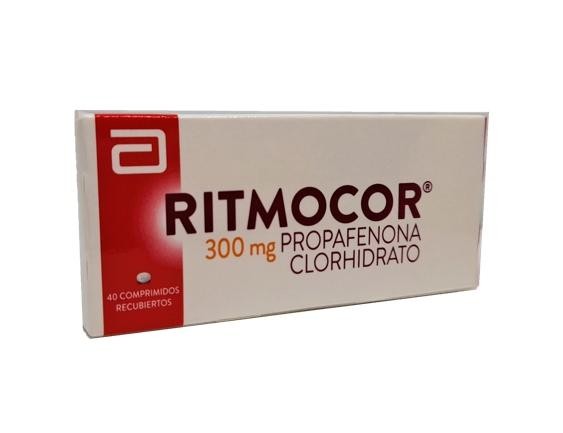 RITMOCOR®
300 mg PROPAFENONA
CLORHIDRATO
40 COMPRIMIDOS
RECUBIERTOS